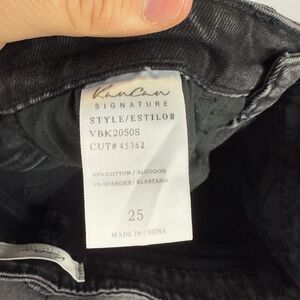 KanCan
SIGNATURE
STYLE/ESTILO#
VBK2050S
CUT# 45362
99% COTTON / ALGODON
1% SPANDEX / ELASTANO
25
MADE IN CHINA